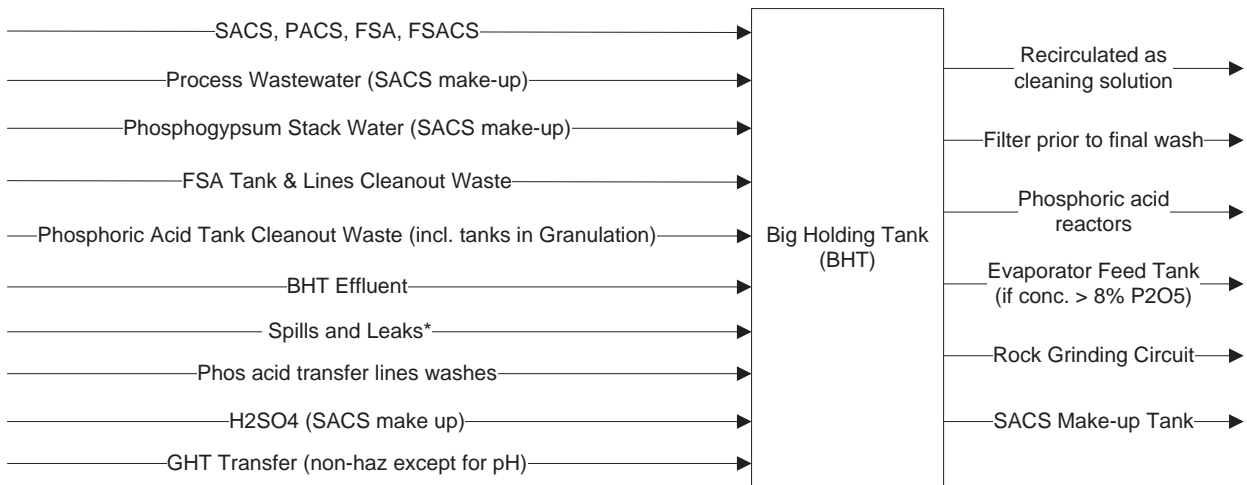 SACS, PACS, FSA, FSACS
Process Wastewater (SACS make-up)
Phosphogypsum Stack Water (SACS make-up)
FSA Tank & Lines Cleanout Waste
Phosphoric Acid Tank Cleanout Waste (incl. tanks in Granulation)
BHT Effluent
Spills and Leaks*
Phos acid transfer lines washes
H2SO4 (SACS make up)
GHT Transfer (non-haz except for pH)
Big Holding Tank
(BHT)
Recirculated as
cleaning solution
Filter prior to final wash
Phosphoric acid
reactors
Evaporator Feed Tank
(if conc. > 8% P2O5)
Rock Grinding Circuit
SACS Make-up Tank